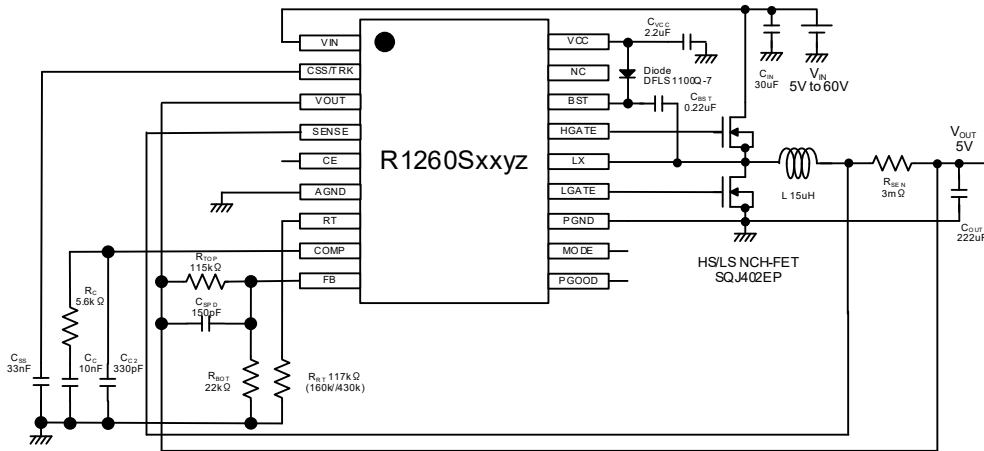 VIN
CSS/TRK
VOUT
SENSE
CE
AGND
RT
COMP
FB
R1260Sxxyz
VCC
NC
BST
HGATE
LX
LGATE
PGND
MODE
PGOOD
CVCC
2.2uF
Diode
DFLS1100Q-7
CBST
0.22uF
CIN
30uF
VIN
5V to 60V
VOUT
5V
L 15uH
RSEN
3mΩ
COUT
222uF
HS/LS NCH-FET
SQJ402EP
RTOP
115kΩ
CSPD
150pF
RC
5.6kΩ
CSS
33nF
CC
10nF
CC2
330pF
RBOT
22kΩ
RRT 117kΩ
(160k//430k)